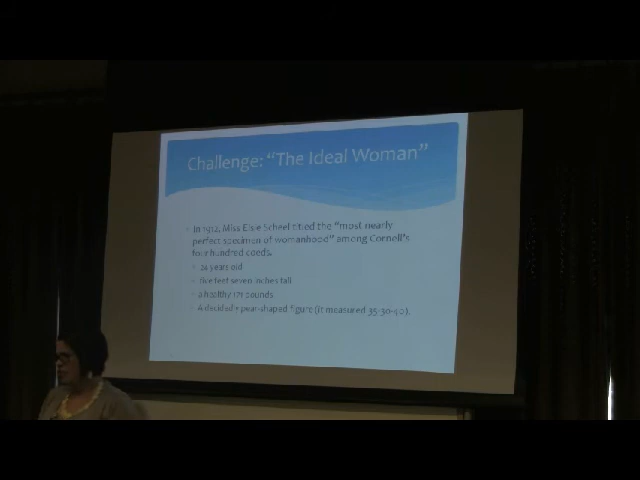 Challenge: "The Ideal Woman"
In 1912, Miss Elsie Scheel titled the "most nearly
perfect specimen of womanhood" among Cornell's
four hundred coeds.
24 years old
five feet seven inches tall
a healthy 171 pounds
A decidedly pear-shaped figure (it measured 35-30-40).